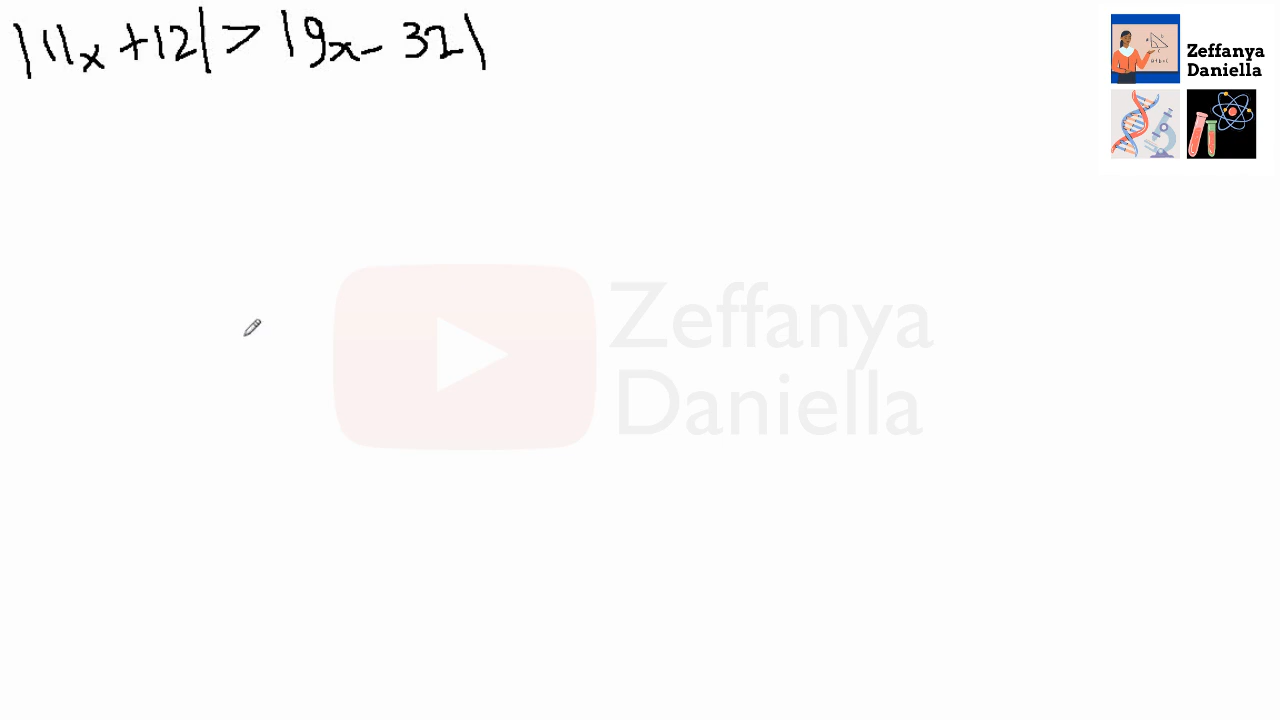 |11x + 12| > |9x - 32|
Zeffanya
Daniella
Zeffanya
Daniella